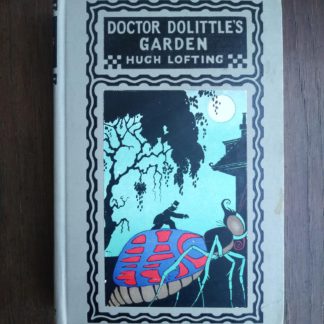 DOCTOR DOLITTLE'S
GARDEN
HUGH LOFTING